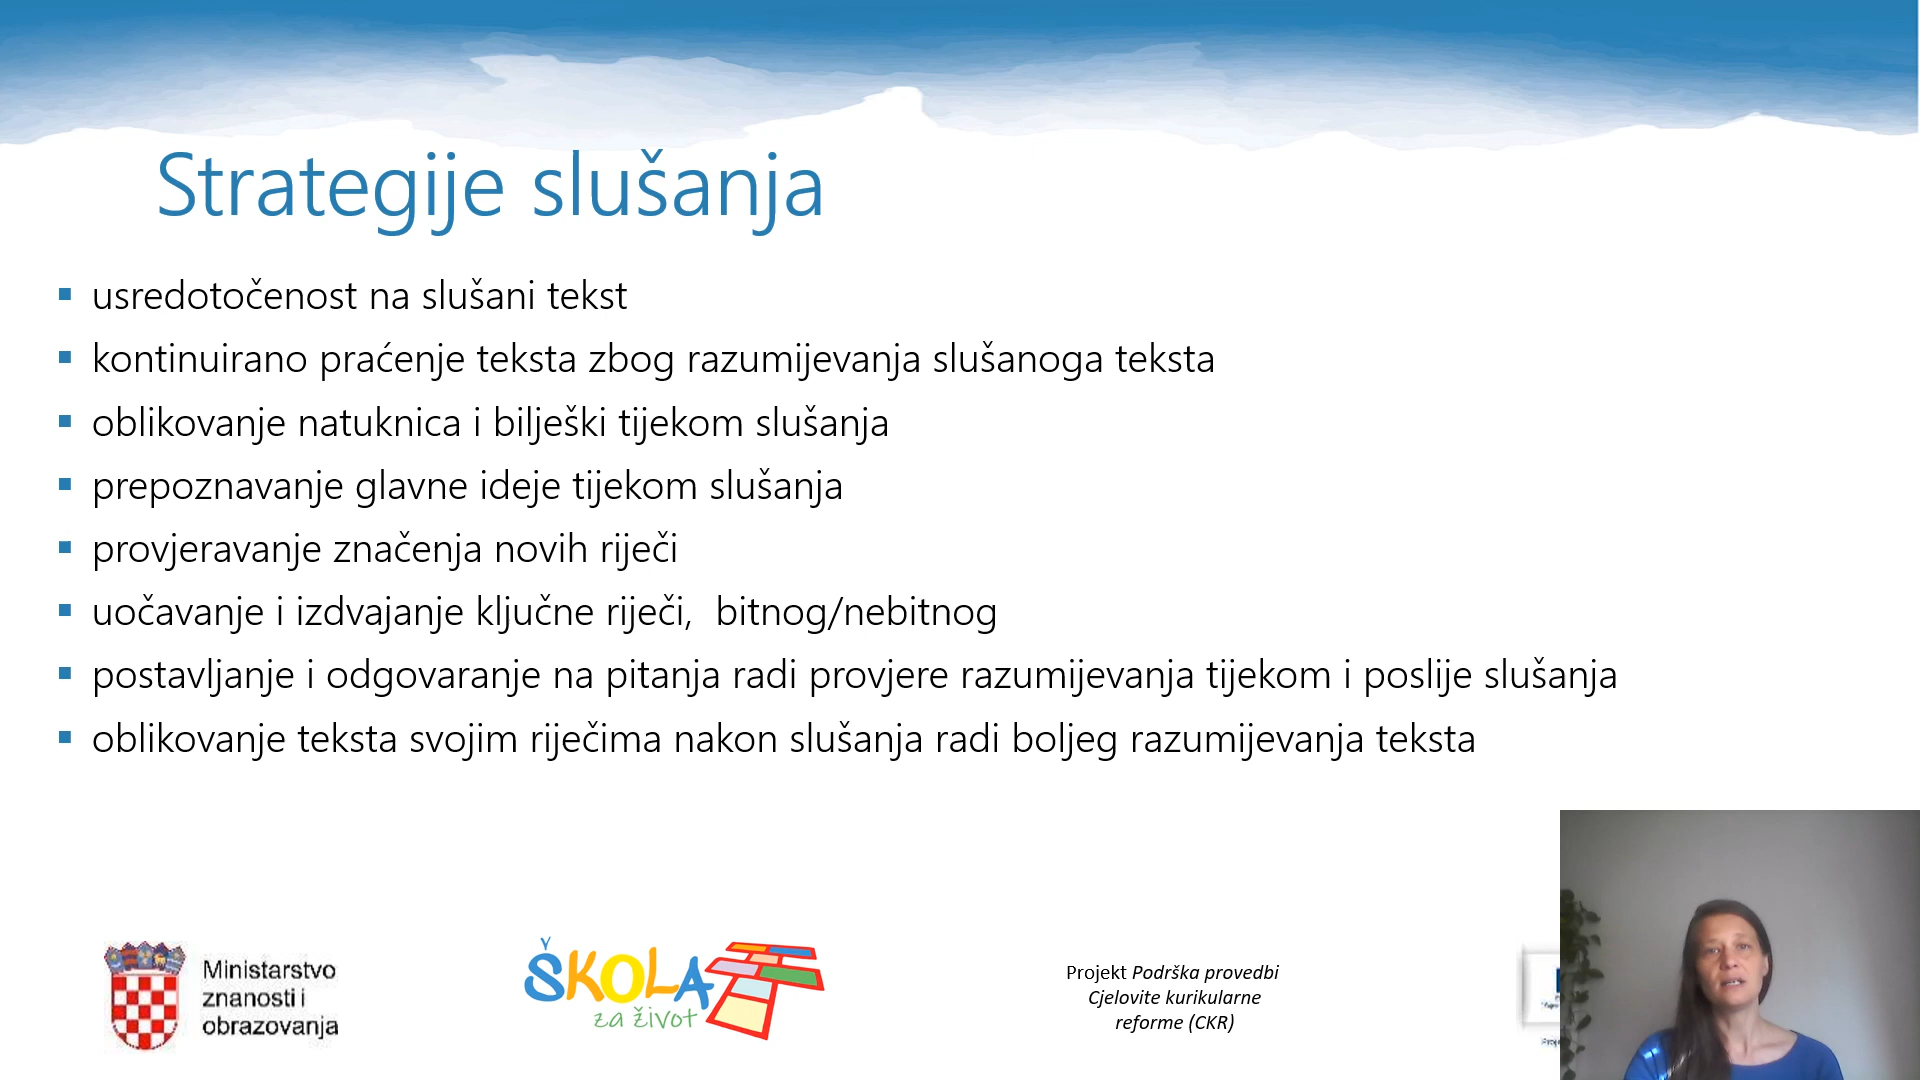 Strategije slušanja
usredotočenost na slušani tekst
kontinuirano praćenje teksta zbog razumijevanja slušanoga teksta
oblikovanje natuknica i bilješki tijekom slušanja
prepoznavanje glavne ideje tijekom slušanja
provjeravanje značenja novih riječi
uočavanje i izdvajanje ključne riječi,  bitnog/nebitnog
postavljanje i odgovaranje na pitanja radi provjere razumijevanja tijekom i poslije slušanja
oblikovanje teksta svojim riječima nakon slušanja radi boljeg razumijevanja teksta
Ministarstvo
znanosti i
obrazovanja
ŠKOLA
za život
Projekt Podrška provedbi
Cjelovite kurikularne
reforme (CKR)